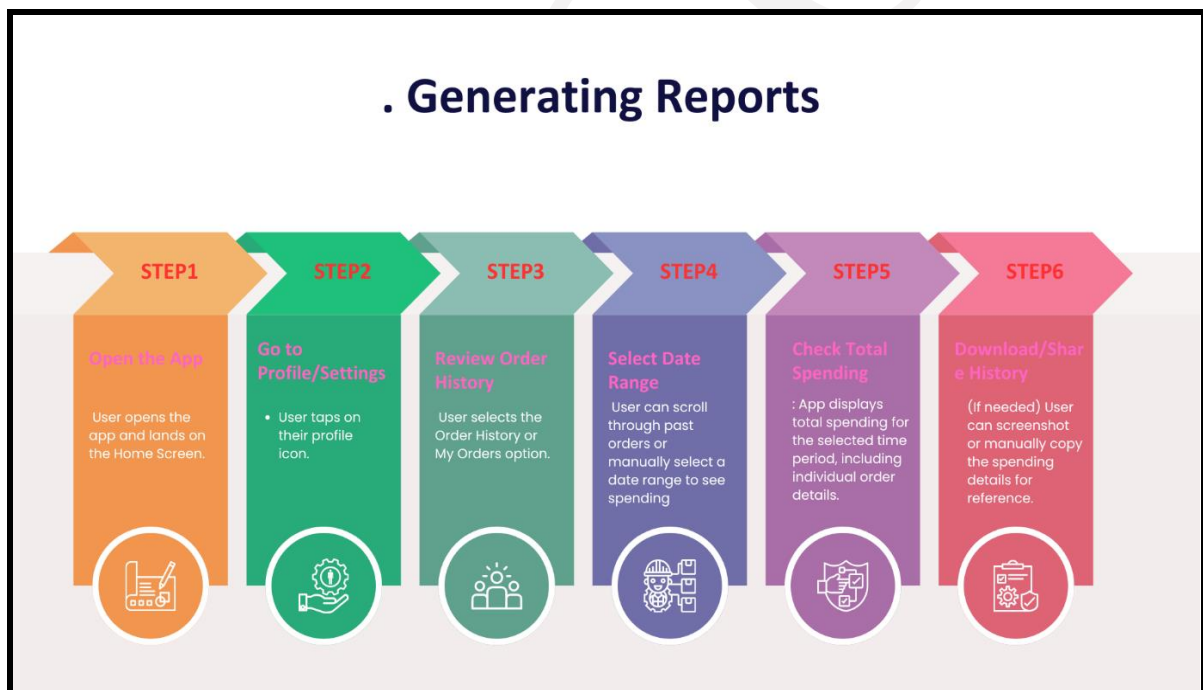 . Generating Reports
STEP1
STEP2
STEP3
STEP4
STEP5
STEP6
Open the App
User opens the
app and lands on
the Home Screen.
Go to
Profile/Settings
• User taps on
their profile
icon.
Review Order
History
User selects the
Order History or
My Orders option.
Select Date
Range
User can scroll
through past
orders or
manually select a
date range to see
spending
Check Total
Spending
: App displays
total spending for
the selected time
period, including
individual order
details.
Download/Shar
e History
(If needed) User
can screenshot
or manually copy
the spending
details for
reference.